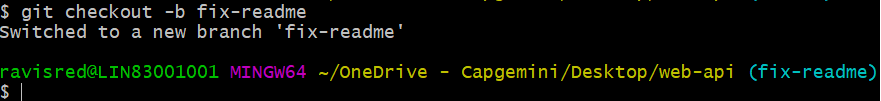 $ git checkout -b fix-readme
Switched to a new branch 'fix-readme'
ravisred@LIN83001001 MINGW64 ~/OneDrive - Capgemini/Desktop/web-api (fix-readme)
$